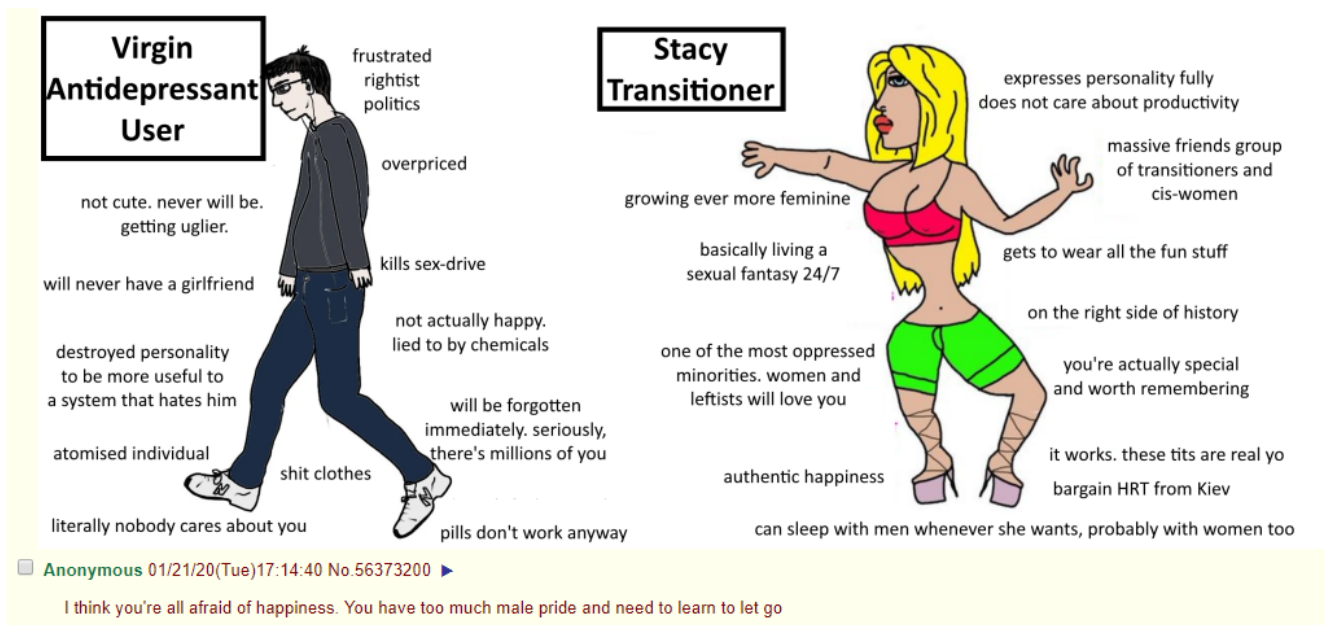 Virgin
Antidepressant
User
frustrated
rightist
politics
overpriced
not cute. never will be.
getting uglier.
kills sex-drive
will never have a girlfriend
not actually happy.
lied to by chemicals
destroyed personality
to be more useful to
a system that hates him
will be forgotten
immediately. seriously,
there's millions of you
atomised individual
shit clothes
literally nobody cares about you
pills don't work anyway
Stacy
Transitioner
expresses personality fully
does not care about productivity
massive friends group
of transitioners and
cis-women
growing ever more feminine
gets to wear all the fun stuff
basically living a
sexual fantasy 24/7
on the right side of history
one of the most oppressed
minorities. women and
leftists will love you
you're actually special
and worth remembering
it works. these tits are real yo
authentic happiness
bargain HRT from Kiev
can sleep with men whenever she wants, probably with women too
Anonymous 01/21/20(Tue)17:14:40 No.56373200 ▶
I think you're all afraid of happiness. You have too much male pride and need to learn to let go